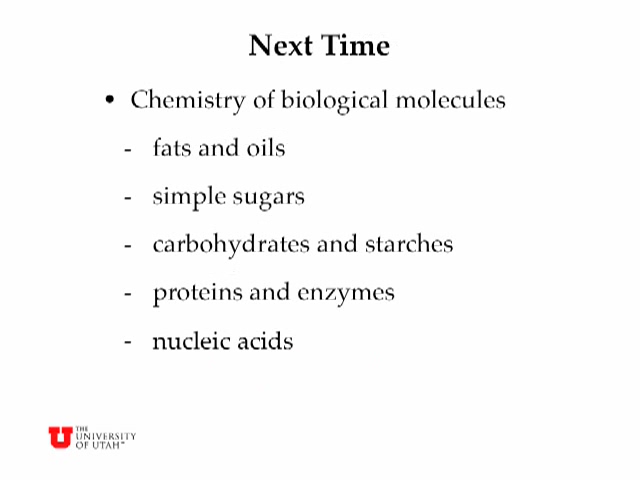 Next Time
• Chemistry of biological molecules
- fats and oils
- simple sugars
- carbohydrates and starches
- proteins and enzymes
- nucleic acids
U THE
UNIVERSITY
OF UTAH™